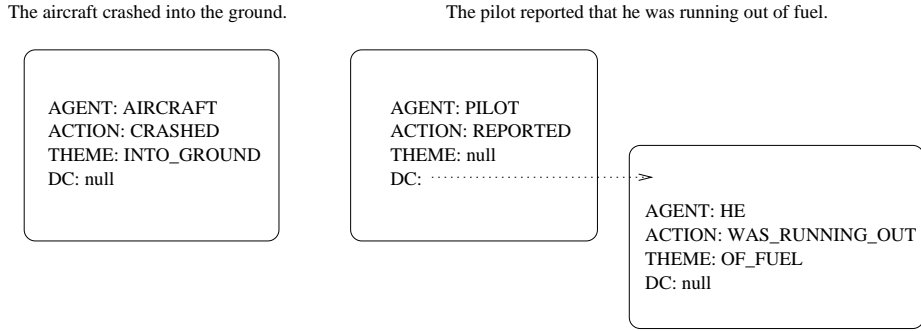 The aircraft crashed into the ground.
The pilot reported that he was running out of fuel.
AGENT: AIRCRAFT
ACTION: CRASHED
THEME: INTO_GROUND
DC: null
AGENT: PILOT
ACTION: REPORTED
THEME: null
DC:
AGENT: HE
ACTION: WAS_RUNNING_OUT
THEME: OF_FUEL
DC: null